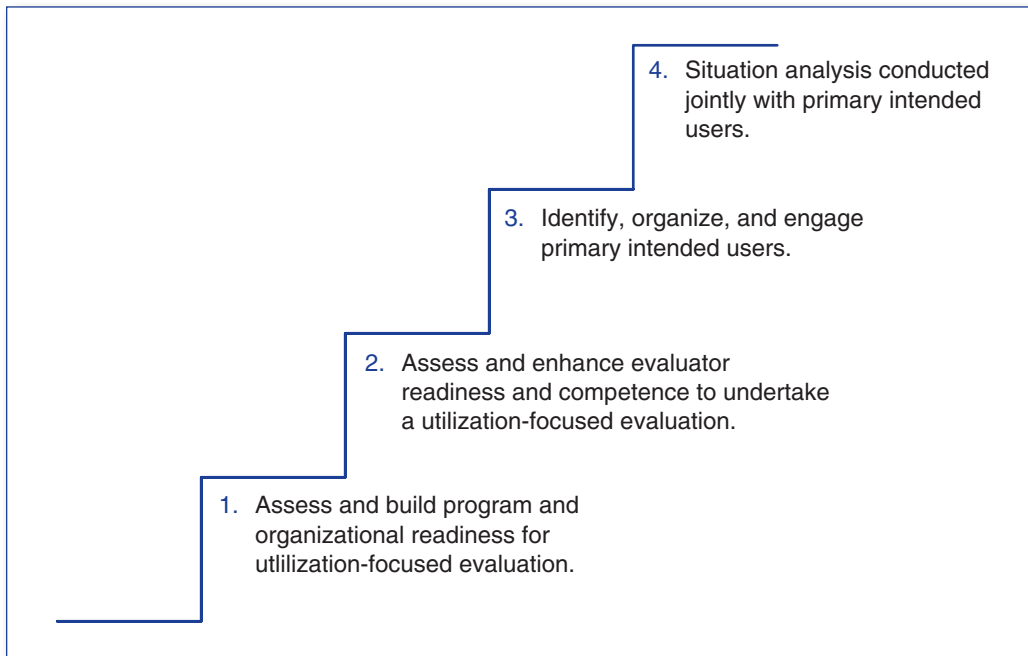 4. Situation analysis conducted
jointly with primary intended
users.
3. Identify, organize, and engage
primary intended users.
2. Assess and enhance evaluator
readiness and competence to undertake
a utilization-focused evaluation.
1. Assess and build program and
organizational readiness for
utlilization-focused evaluation.